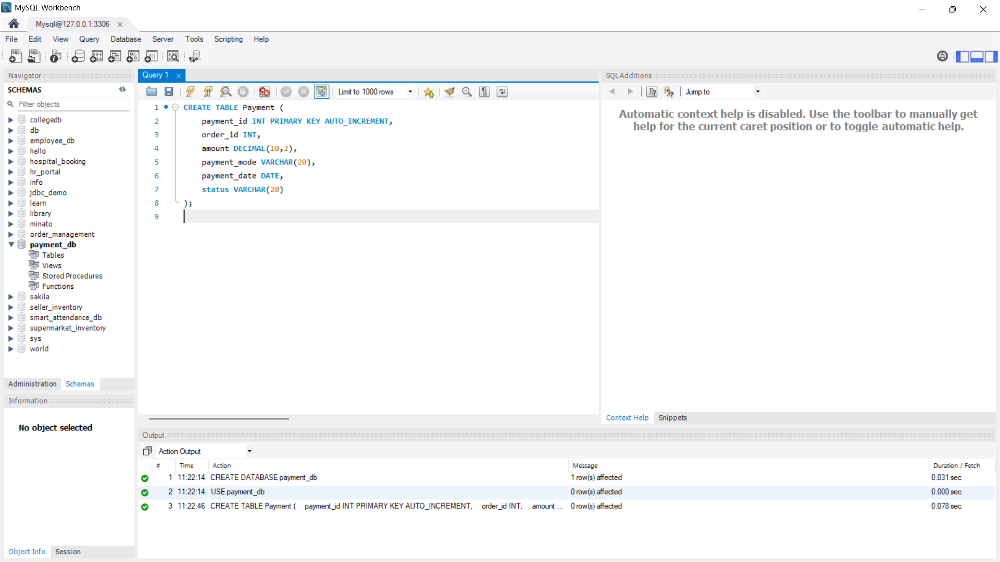 MySQL Workbench
Mysql@127.0.0.1:3306
File Edit View Query Database Server Tools Scripting Help
Navigator
SCHEMAS
Filter objects
collegedb
db
employee_db
hello
hospital_booking
hr_portal
info
jdbc_demo
learn
library
minato
order_management
payment_db
Tables
Views
Stored Procedures
Functions
sakila
seller_inventory
smart_attendance_db
supermarket_inventory
sys
world
Administration Schemas
Information
No object selected
Object Info Session
Query 1
Limit to 1000 rows
1 CREATE TABLE Payment (
2 payment_id INT PRIMARY KEY AUTO_INCREMENT,
3 order_id INT,
4 amount DECIMAL(10,2),
5 payment_mode VARCHAR(20),
6 payment_date DATE,
7 status VARCHAR(20)
8 );
9
SQLAdditions
Jump to
Automatic context help is disabled. Use the toolbar to manually get
help for the current caret position or to toggle automatic help.
Context Help Snippets
Output
Action Output
# Time Action Message Duration / Fetch
1 11:22:14 CREATE DATABASE payment_db 1 row(s) affected 0.031 sec
2 11:22:14 USE payment_db 0 row(s) affected 0.000 sec
3 11:22:46 CREATE TABLE Payment ( payment_id INT PRIMARY KEY AUTO_INCREMENT, order_id INT, amount ... 0 row(s) affected 0.078 sec